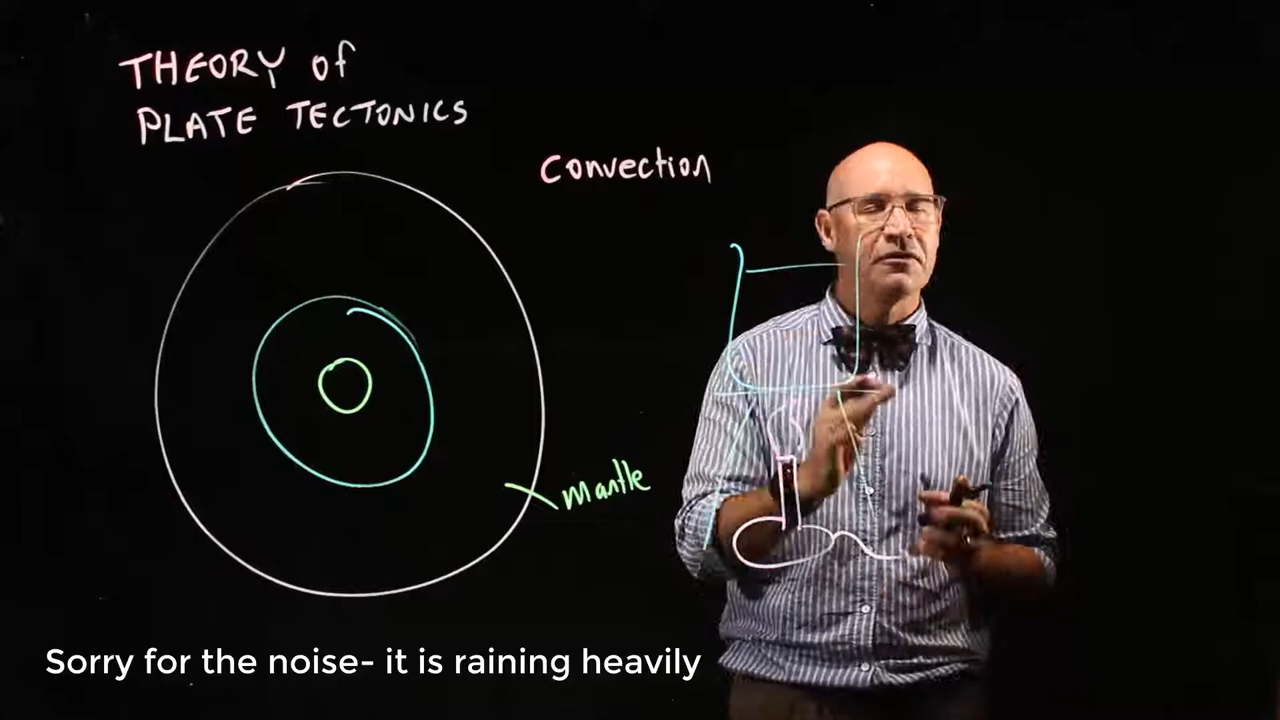 THEORY of
PLATE TECTONICS
Convection
mantle
Sorry for the noise- it is raining heavily